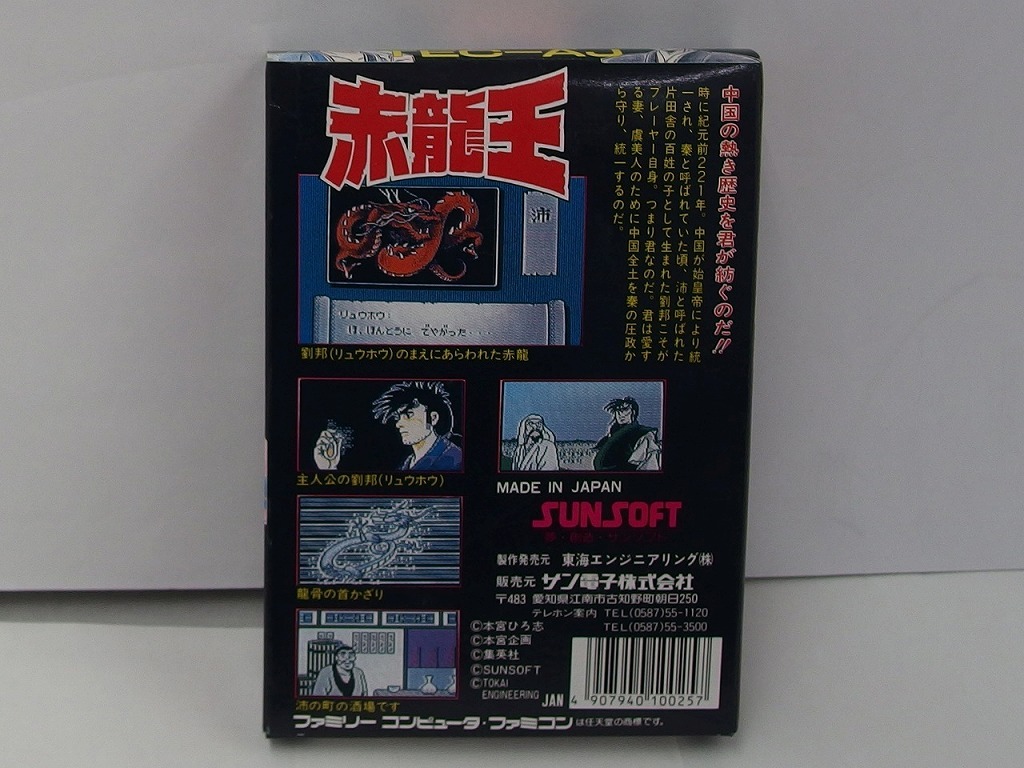 TEC-AJ
赤龍王
中国の熱き歴史を君が紡ぐのだ!!
時に紀元前221年。中国が始皇帝により統
一され、秦と呼ばれていた頃、沛と呼ばれた
片田舎の百姓の子として生まれた劉邦こそが
プレーヤー自身。つまり君なのだ。君は愛す
る妻、虞美人のために中国全土を秦の圧政か
ら守り、統一するのだ。
沛
リュウホウ:
ほ、ほんとうに でやがった・・・・
劉邦(リュウホウ)のまえにあらわれた赤龍
主人公の劉邦(リュウホウ)
龍骨の首かざり
沛の町の酒場です
MADE IN JAPAN
SUNSOFT
夢・創造・サンソフト
製作発売元 東海エンジニアリング(株)
販売元 サン電子株式会社
〒483 愛知県江南市古知野町朝日250
テレホン案内 TEL(0587)55-1120
TEL(0587)55-3500
©本宮ひろ志
©本宮企画
©集英社
©SUNSOFT
©TOKAI
ENGINEERING
JAN 4 907940 100257
ファミリーコンピュータ・ファミコンは任天堂の商標です。